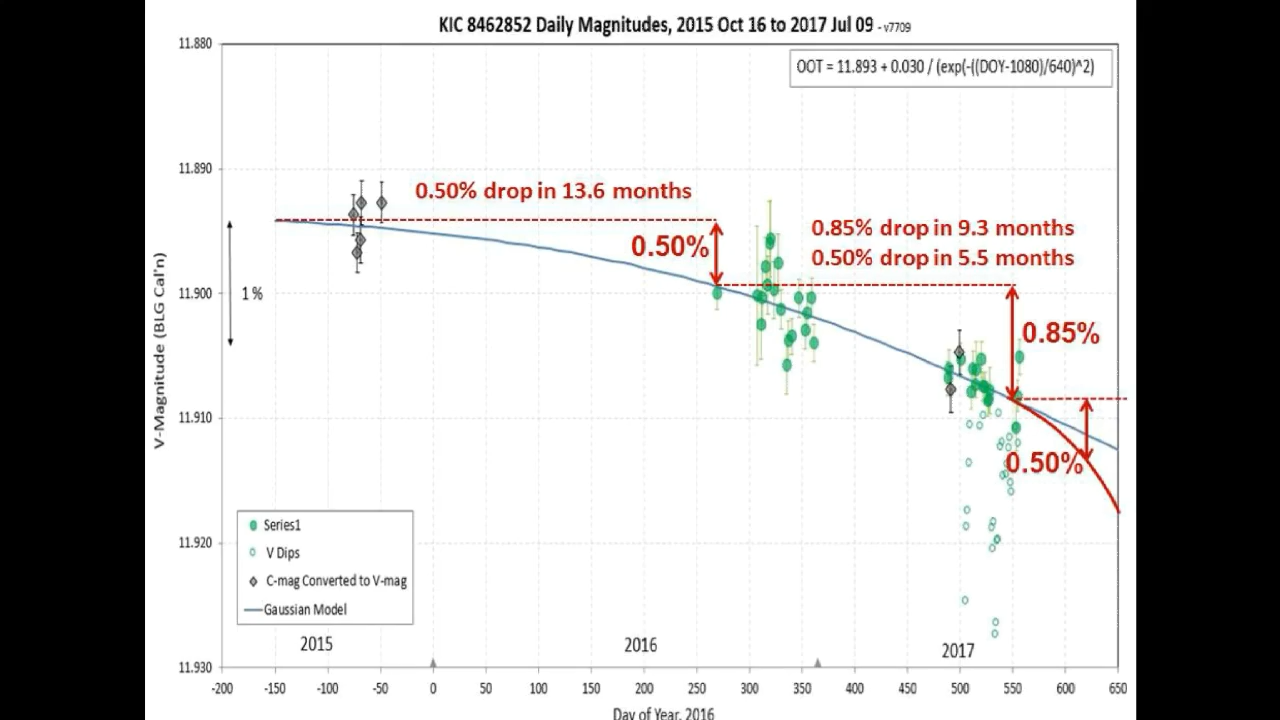 KIC 8462852 Daily Magnitudes, 2015 Oct 16 to 2017 Jul 09 - v7709
OOT = 11.893 + 0.030 / (exp(-((DOY-1080)/640)^2)
11.880
11.890
11.900
11.910
11.920
11.930
V-Magnitude (BLG Cal'n)
1 %
0.50% drop in 13.6 months
0.50%
0.85% drop in 9.3 months
0.50% drop in 5.5 months
0.85%
0.50%
Series1
V Dips
C-mag Converted to V-mag
Gaussian Model
2015
2016
2017
-200 -150 -100 -50 0 50 100 150 200 250 300 350 400 450 500 550 600 650
Day of Year, 2016